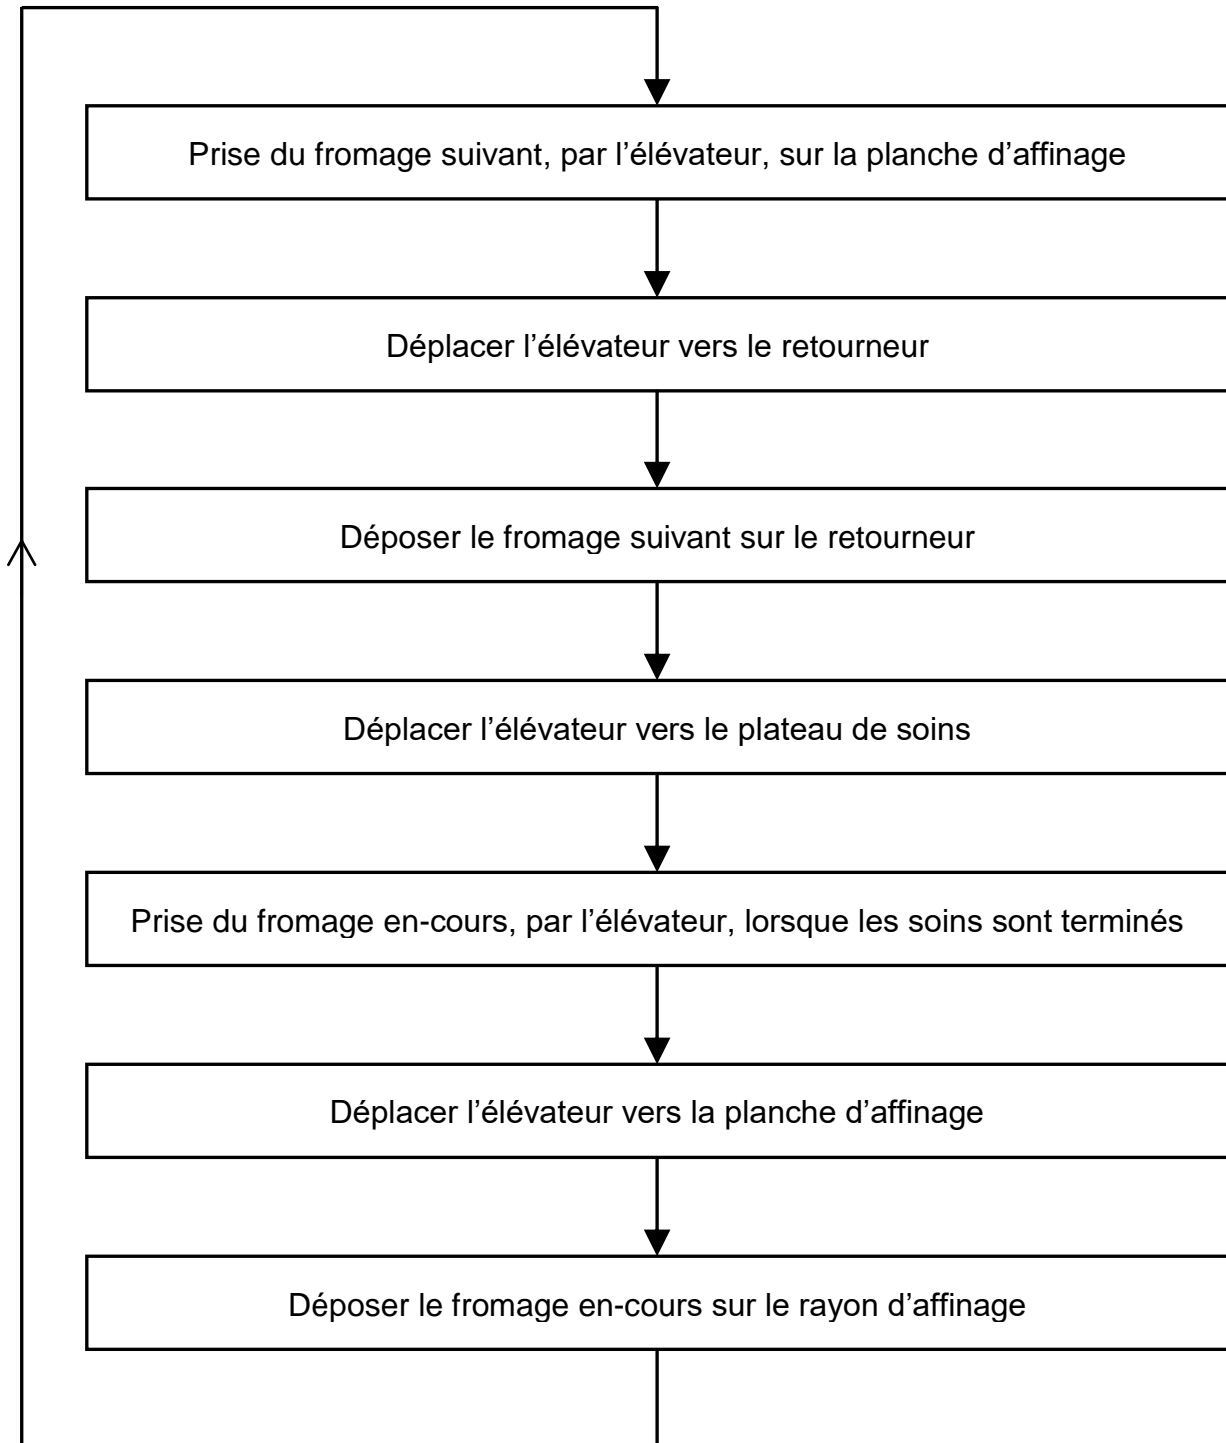 Prise du fromage suivant, par l’élévateur, sur la planche d’affinage
Déplacer l’élévateur vers le retourneur
Déposer le fromage suivant sur le retourneur
Déplacer l’élévateur vers le plateau de soins
Prise du fromage en-cours, par l’élévateur, lorsque les soins sont terminés
Déplacer l’élévateur vers la planche d’affinage
Déposer le fromage en-cours sur le rayon d’affinage